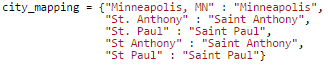 city_mapping = {"Minneapolis, MN" : "Minneapolis",
"St. Anthony" : "Saint Anthony",
"St. Paul" : "Saint Paul",
"St Anthony" : "Saint Anthony",
"St Paul" : "Saint Paul"}